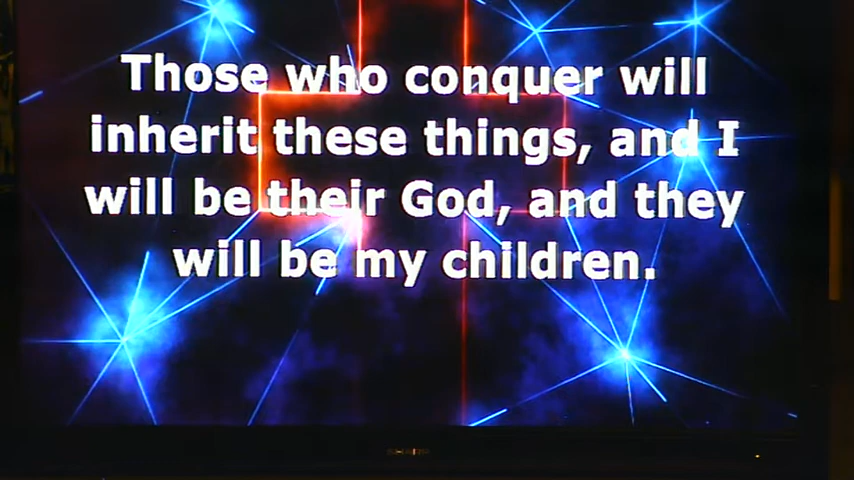 Those who conquer will
inherit these things, and I
will be their God, and they
will be my children.